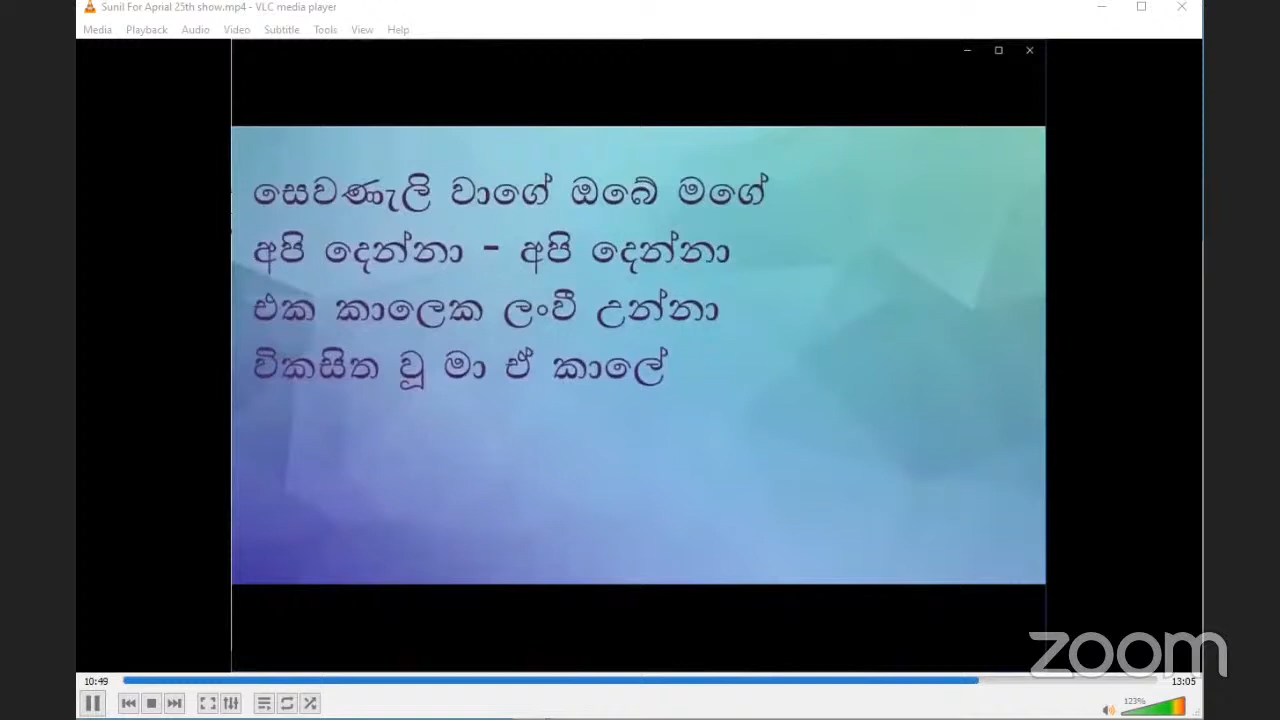 Sunil For Aprial 25th show.mp4 - VLC media player
Media Playback Audio Video Subtitle Tools View Help
සෙවණැලි වාගේ ඔබේ මගේ
අපි දෙන්නා - අපි දෙන්නා
එක කාලෙක ලංවී උන්නා
විකසිත වූ මා ඒ කාලේ
zoom
10:49 13:05
123%